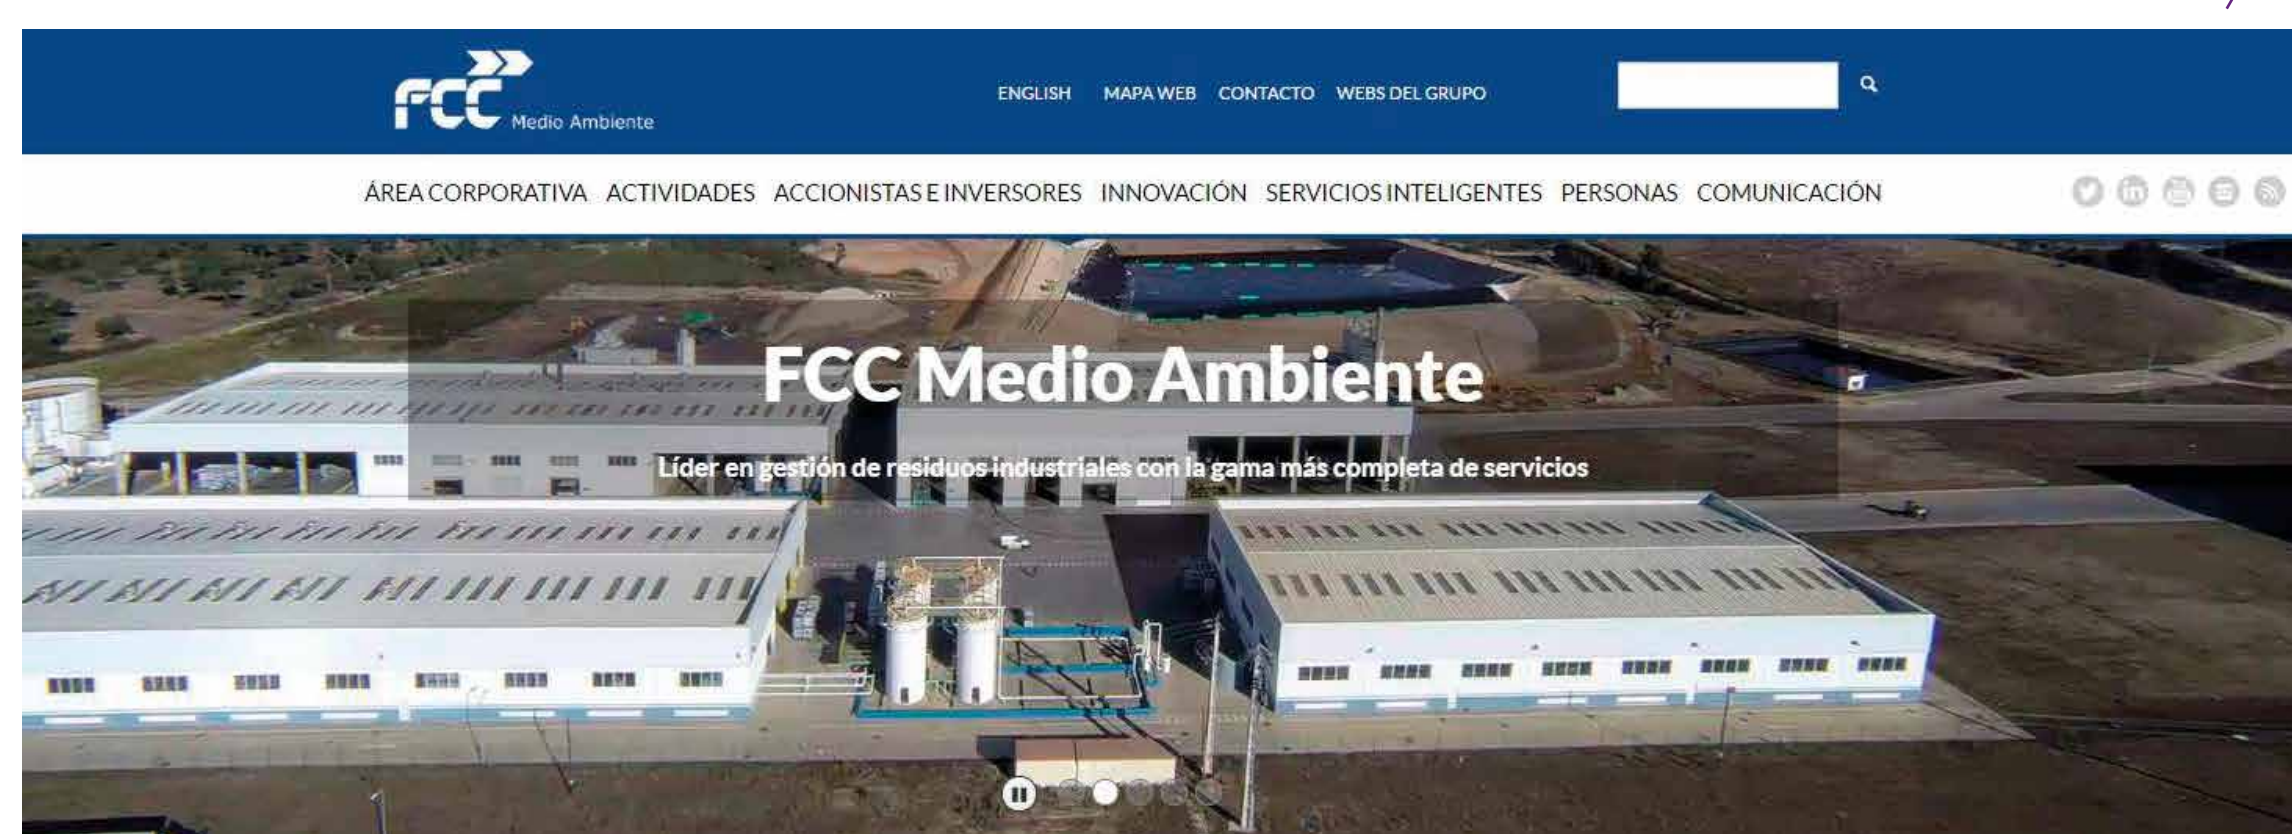 FCC
Medio Ambiente
ENGLISH MAPA WEB CONTACTO WEBS DEL GRUPO
ÁREA CORPORATIVA ACTIVIDADES ACCIONISTAS E INVERSORES INNOVACIÓN SERVICIOS INTELIGENTES PERSONAS COMUNICACIÓN
FCC Medio Ambiente
Líder en gestión de residuos industriales con la gama más completa de servicios